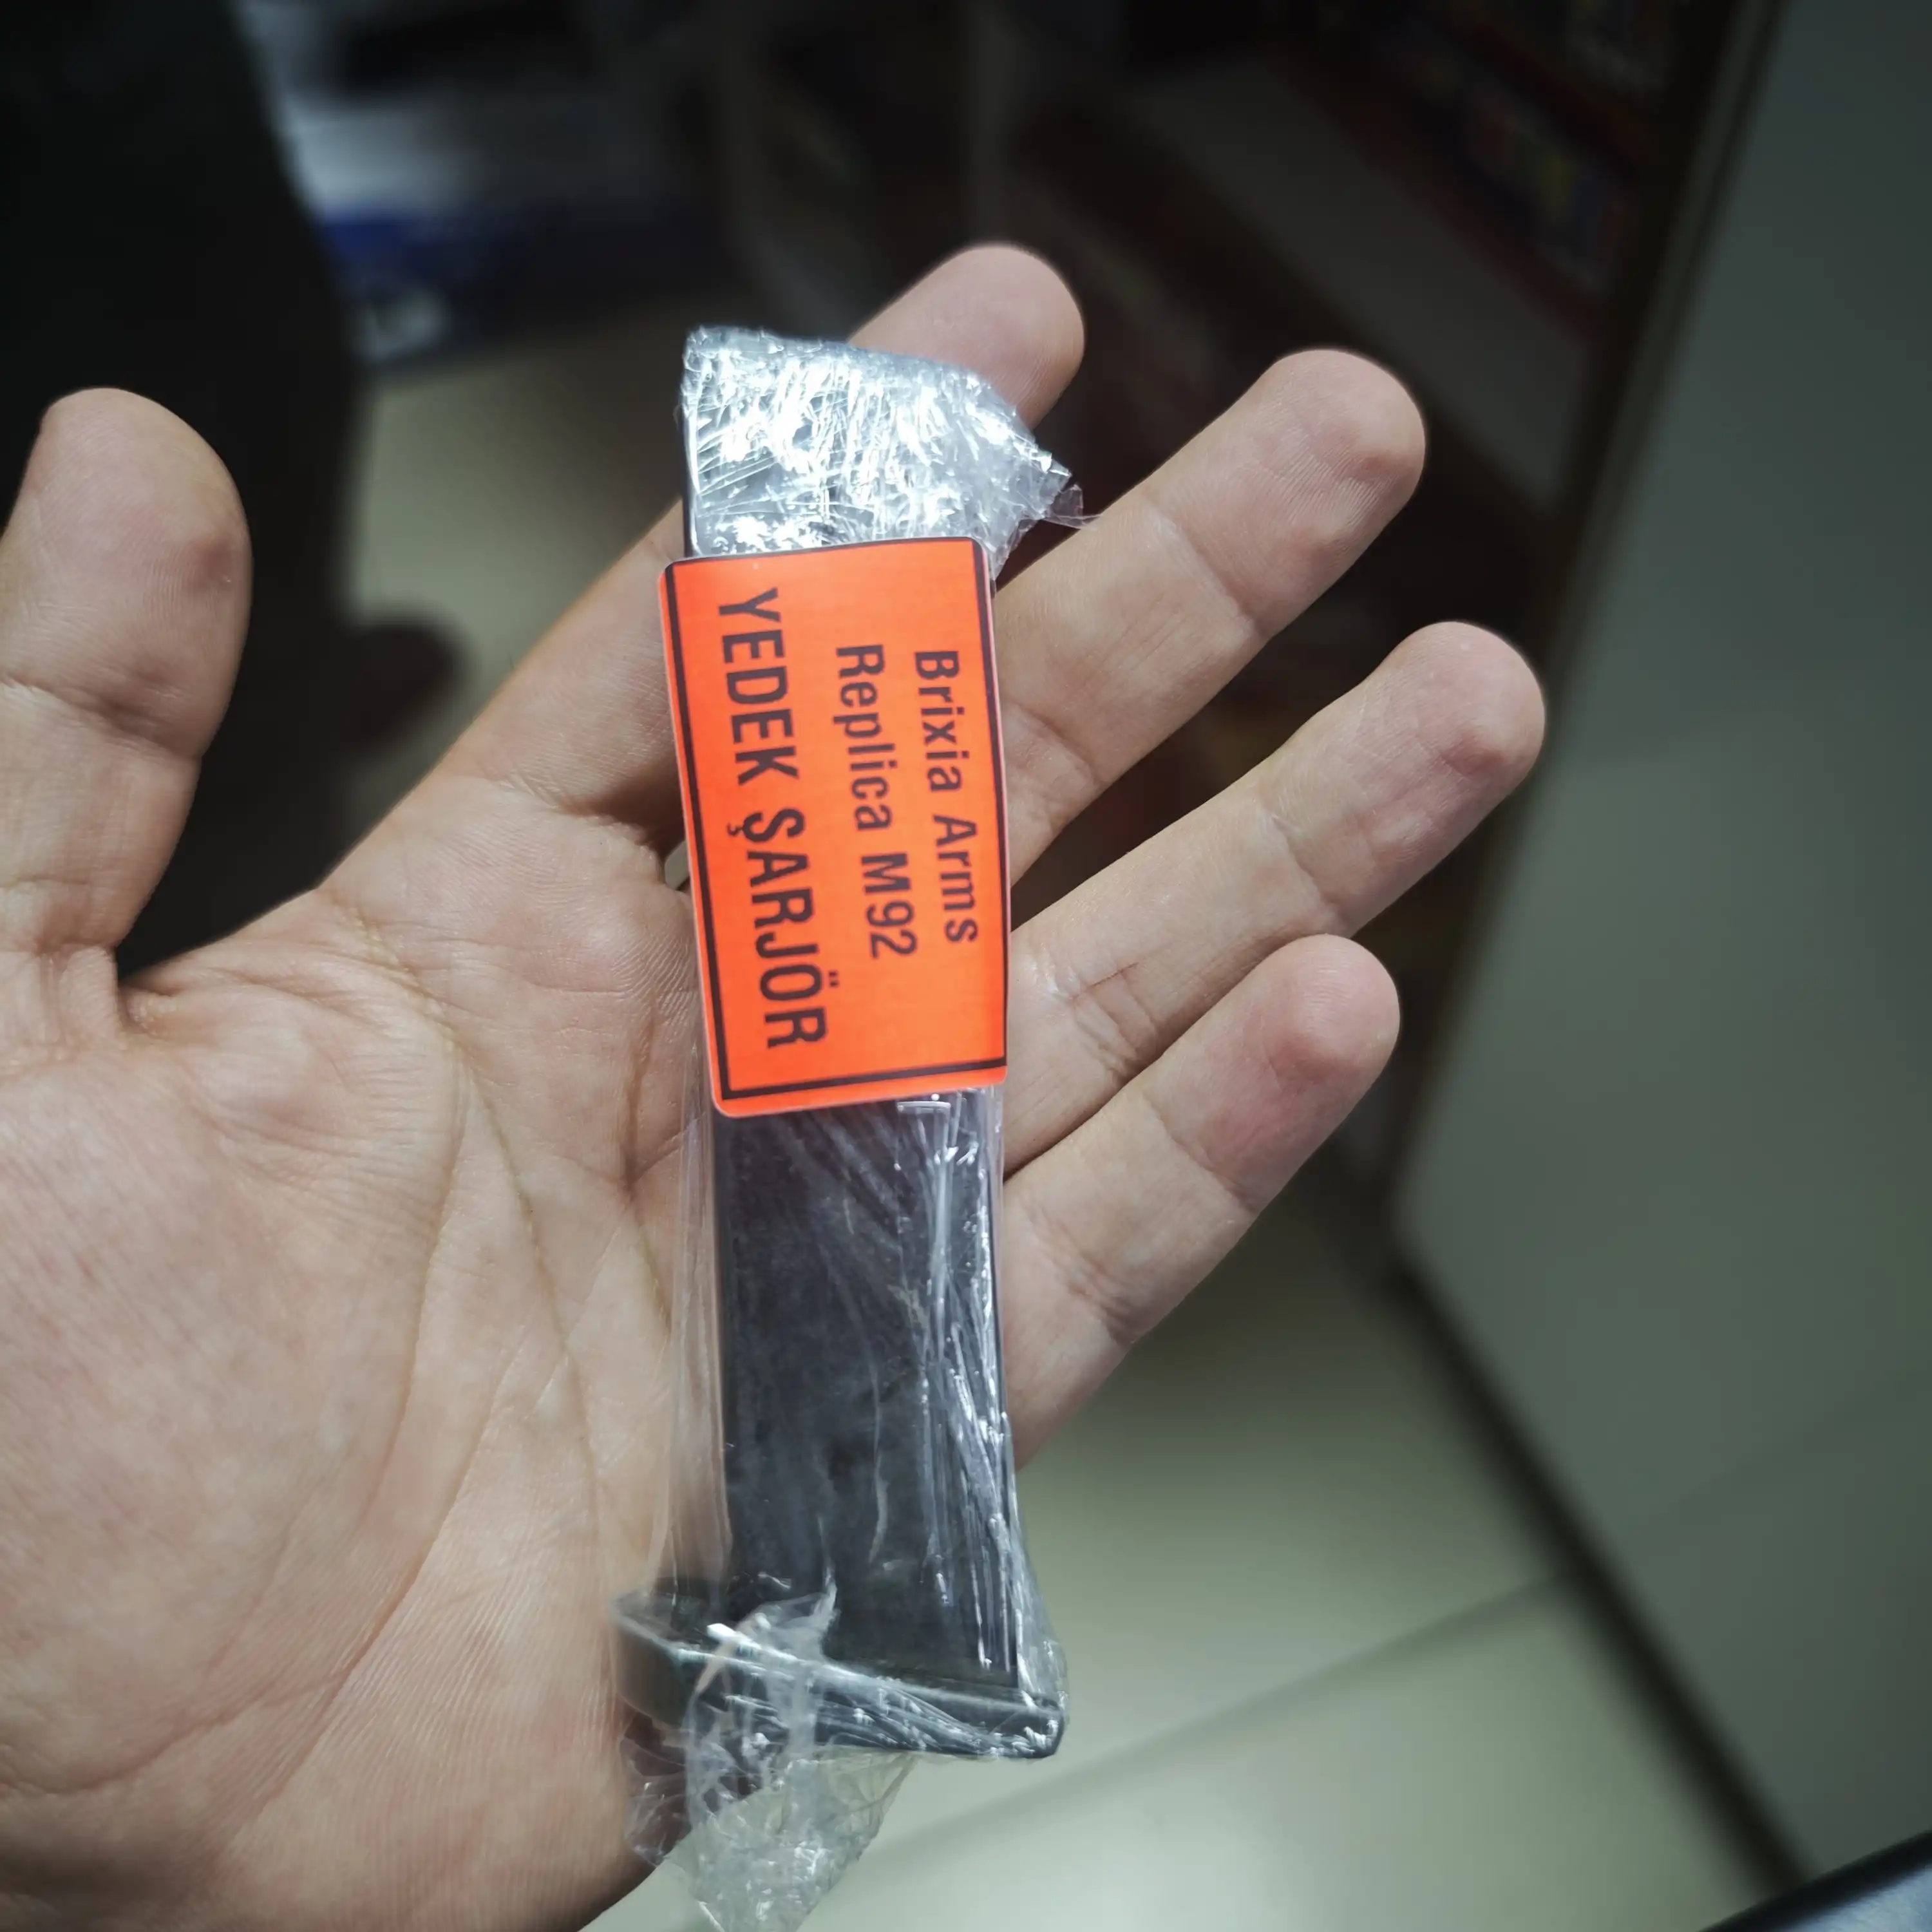 Brixia Arms
Replica M92
YEDEK ŞARJÖR